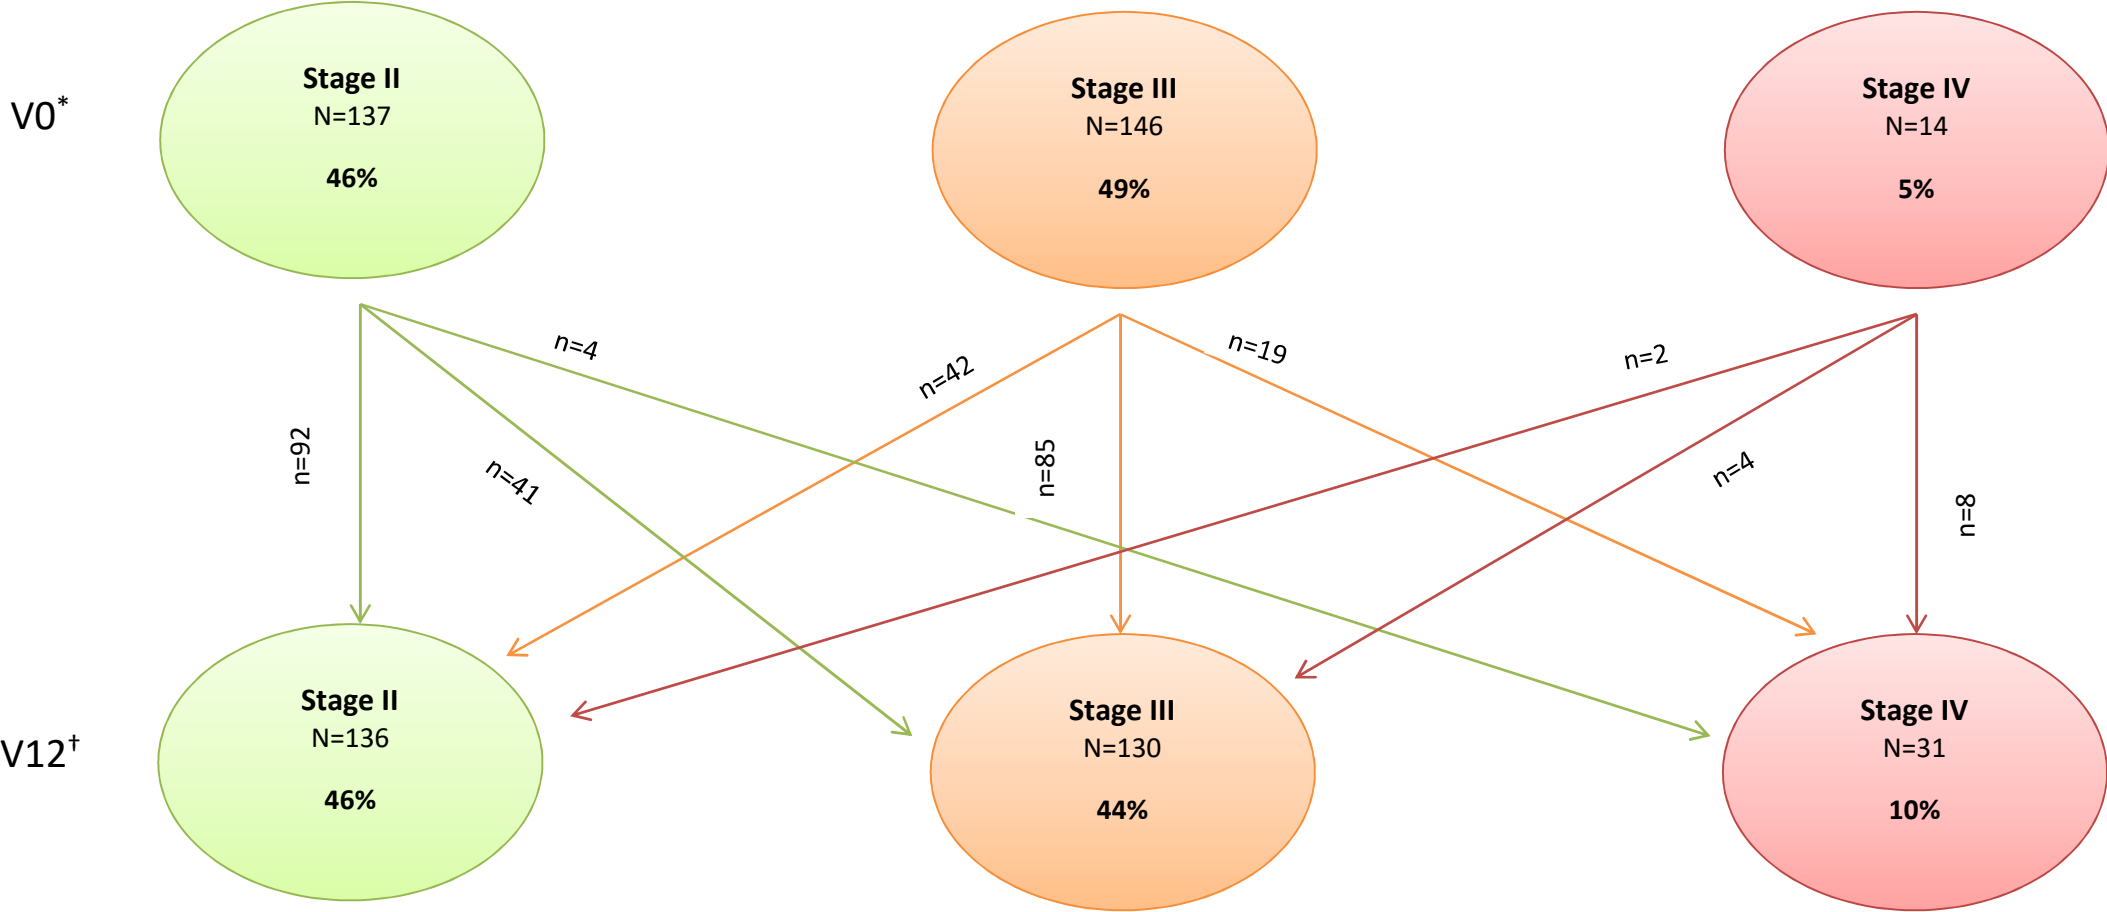 V0*
Stage II
N=137
46%
Stage III
N=146
49%
Stage IV
N=14
5%
n=92
n=41
n=4
n=42
n=85
n=19
n=2
n=4
n=8
V12†
Stage II
N=136
46%
Stage III
N=130
44%
Stage IV
N=31
10%